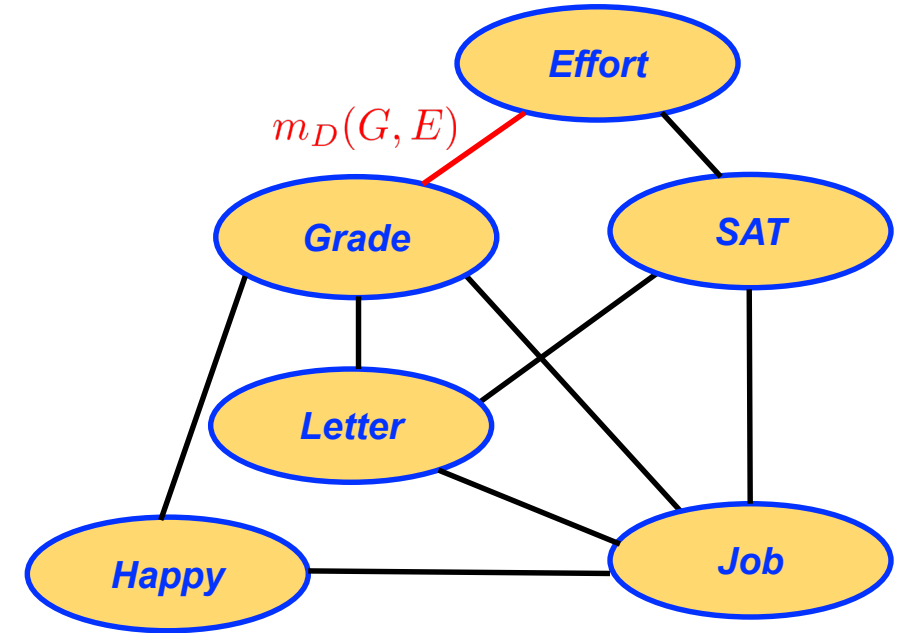 Effort
m_D(G, E)
Grade
SAT
Letter
Happy
Job